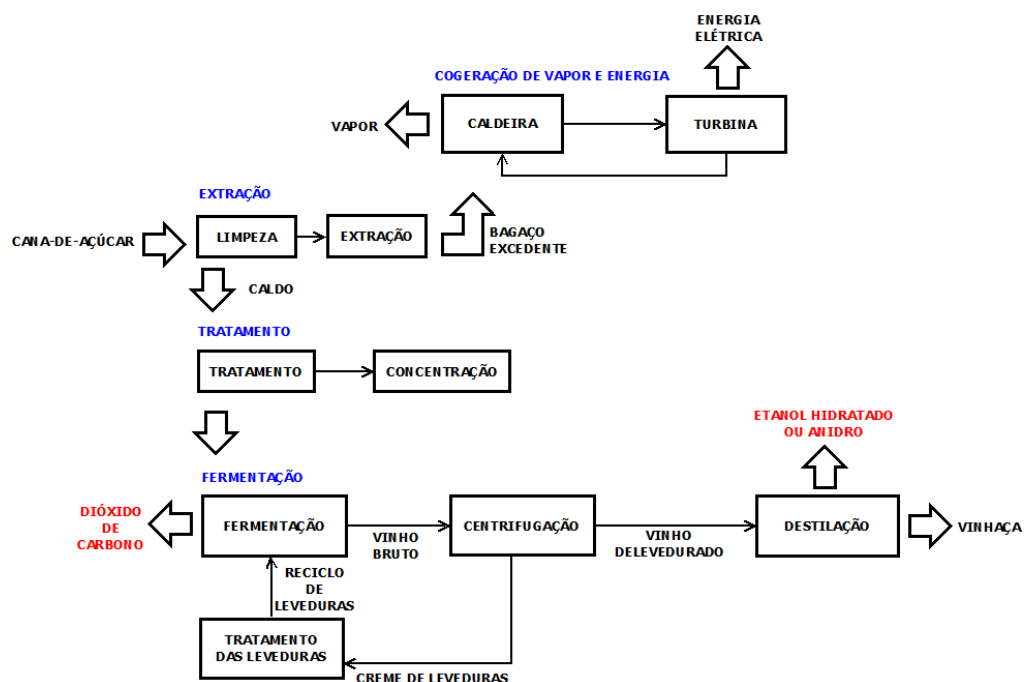 ENERGIA
ELÉTRICA
COGERAÇÃO DE VAPOR E ENERGIA
VAPOR
CALDEIRA
TURBINA
EXTRAÇÃO
CANA-DE-AÇÚCAR
LIMPEZA
EXTRAÇÃO
BAGAÇO
EXCEDENTE
CALDO
TRATAMENTO
TRATAMENTO
CONCENTRAÇÃO
ETANOL HIDRATADO
OU ANIDRO
FERMENTAÇÃO
DIÓXIDO
DE
CARBONO
FERMENTAÇÃO
VINHO
BRUTO
CENTRIFUGAÇÃO
VINHO
DELEVEDURADO
DESTILAÇÃO
VINHAÇA
RECICLO
DE
LEVEDURAS
TRATAMENTO
DAS LEVEDURAS
CREME DE LEVEDURAS